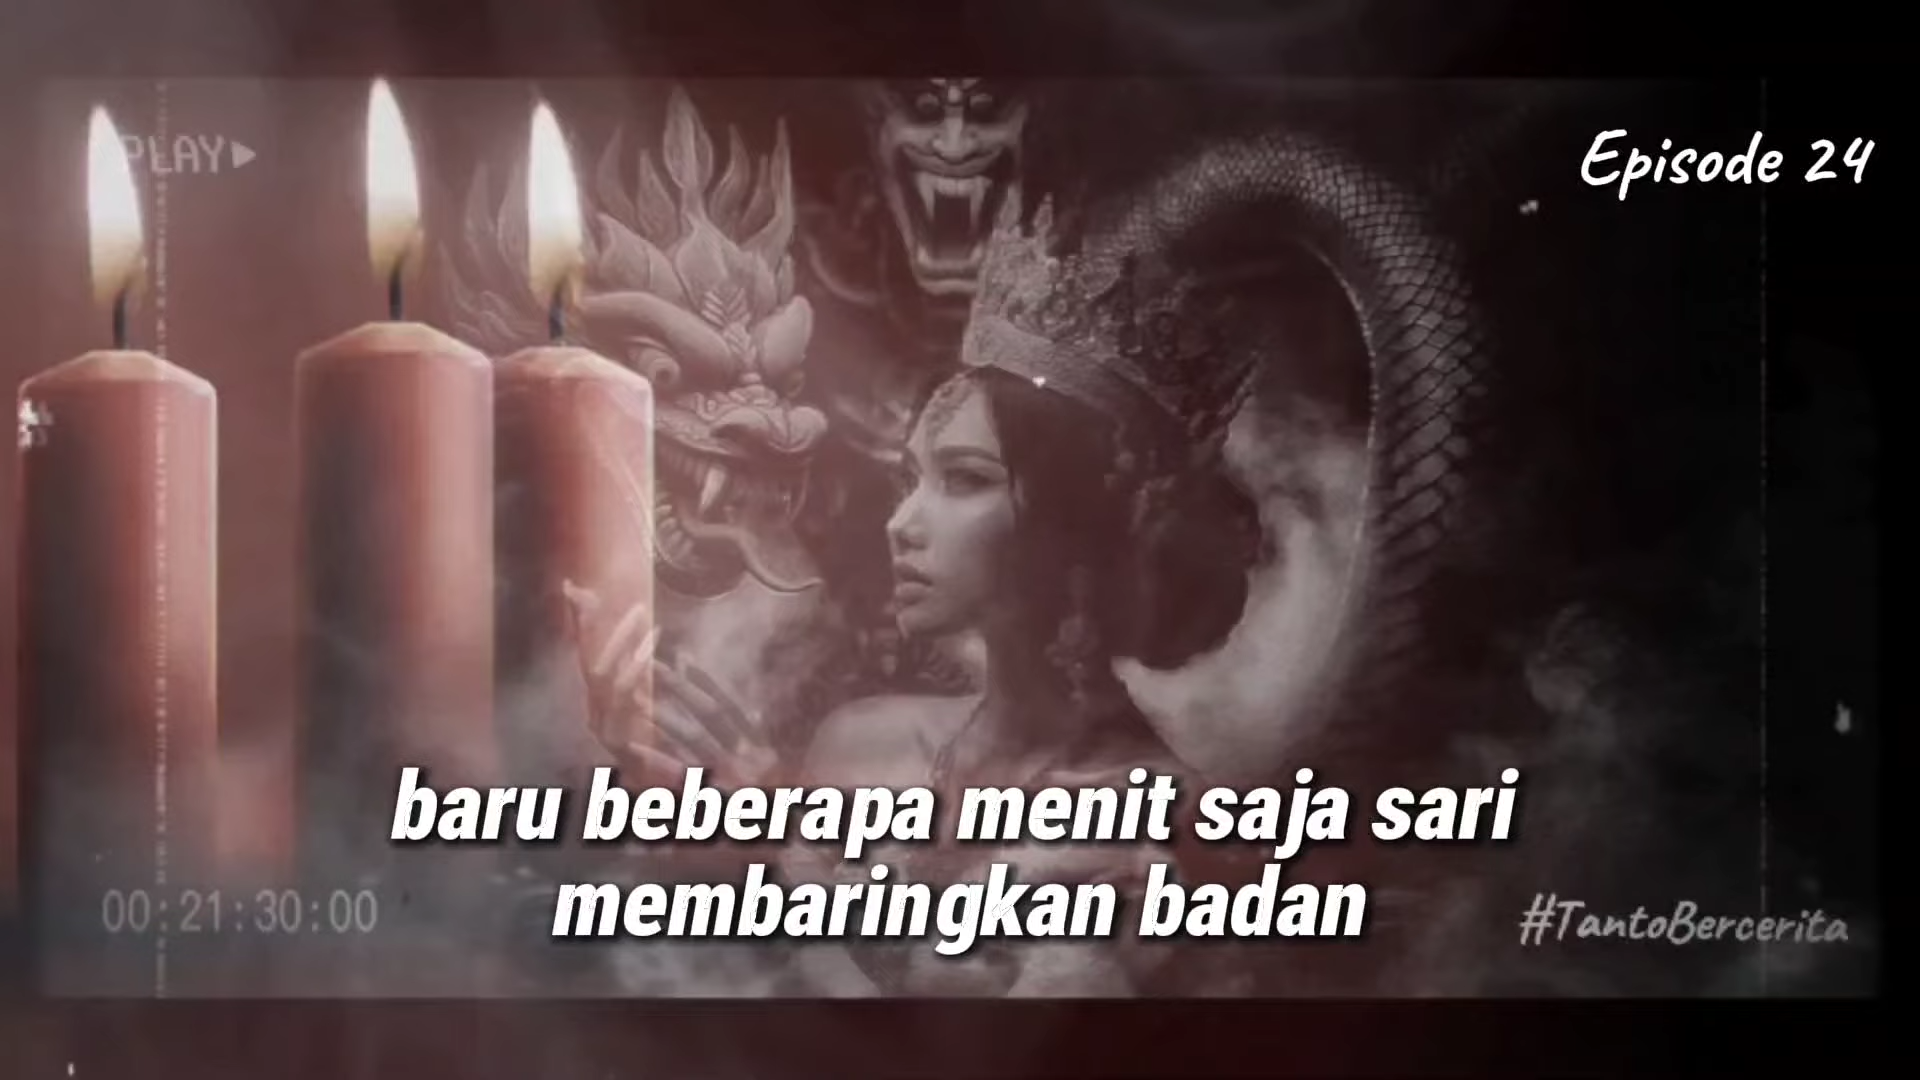 PLAY
Episode 24
baru beberapa menit saja sari
membaringkan badan
00:21:30:00
#TantoBercerita